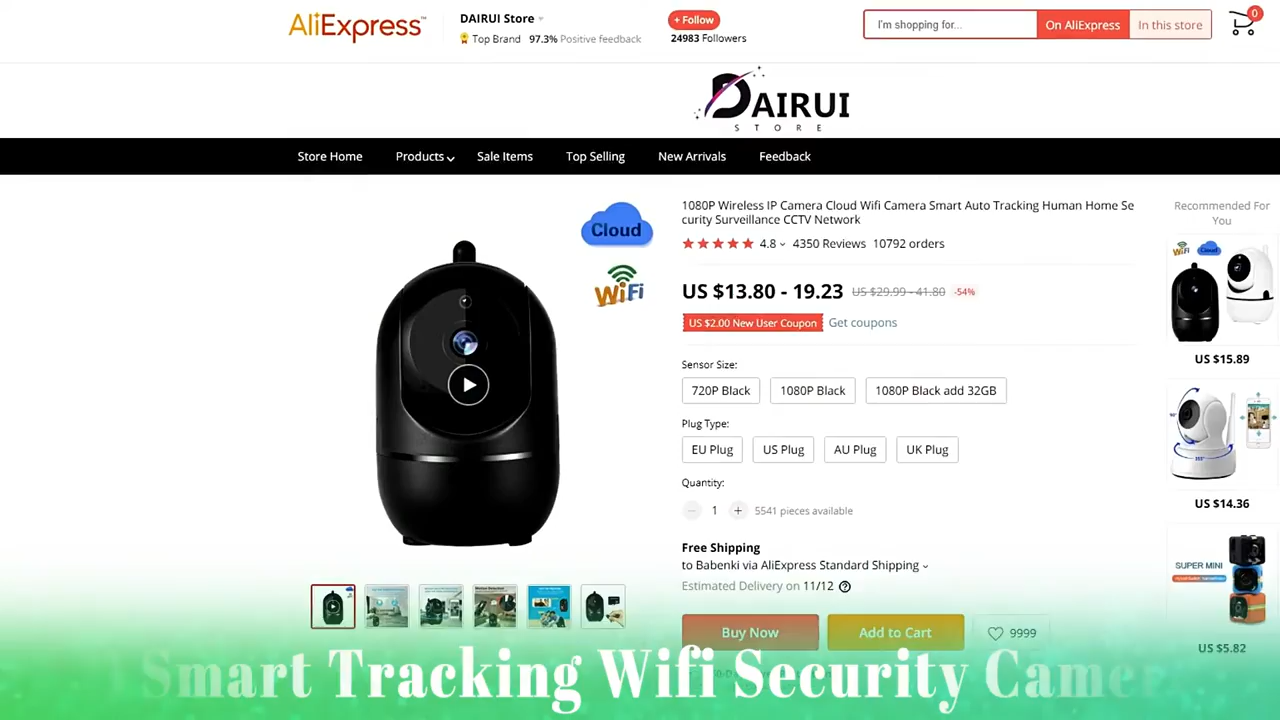 AliExpress™
DAIRUI Store
Top Brand 97.3% Positive feedback
+ Follow
24983 Followers
I'm shopping for...
On AliExpress
In this store
0
DAIRUI
STORE
Store Home
Products
Sale Items
Top Selling
New Arrivals
Feedback
Cloud
WiFi
1080P Wireless IP Camera Cloud Wifi Camera Smart Auto Tracking Human Home Se
curity Surveillance CCTV Network
4.8 4350 Reviews 10792 orders
US $13.80 - 19.23 US $29.99 - 41.80 -54%
US $2.00 New User Coupon Get coupons
Sensor Size:
720P Black
1080P Black
1080P Black add 32GB
Plug Type:
EU Plug
US Plug
AU Plug
UK Plug
Quantity:
− 1 + 5541 pieces available
Free Shipping
to Babenki via AliExpress Standard Shipping
Estimated Delivery on 11/12 ?
Buy Now
Add to Cart
9999
Recommended For
You
WiFi Cloud
US $15.89
US $14.36
SUPER MINI
US $5.82
Smart Tracking Wifi Security Camer